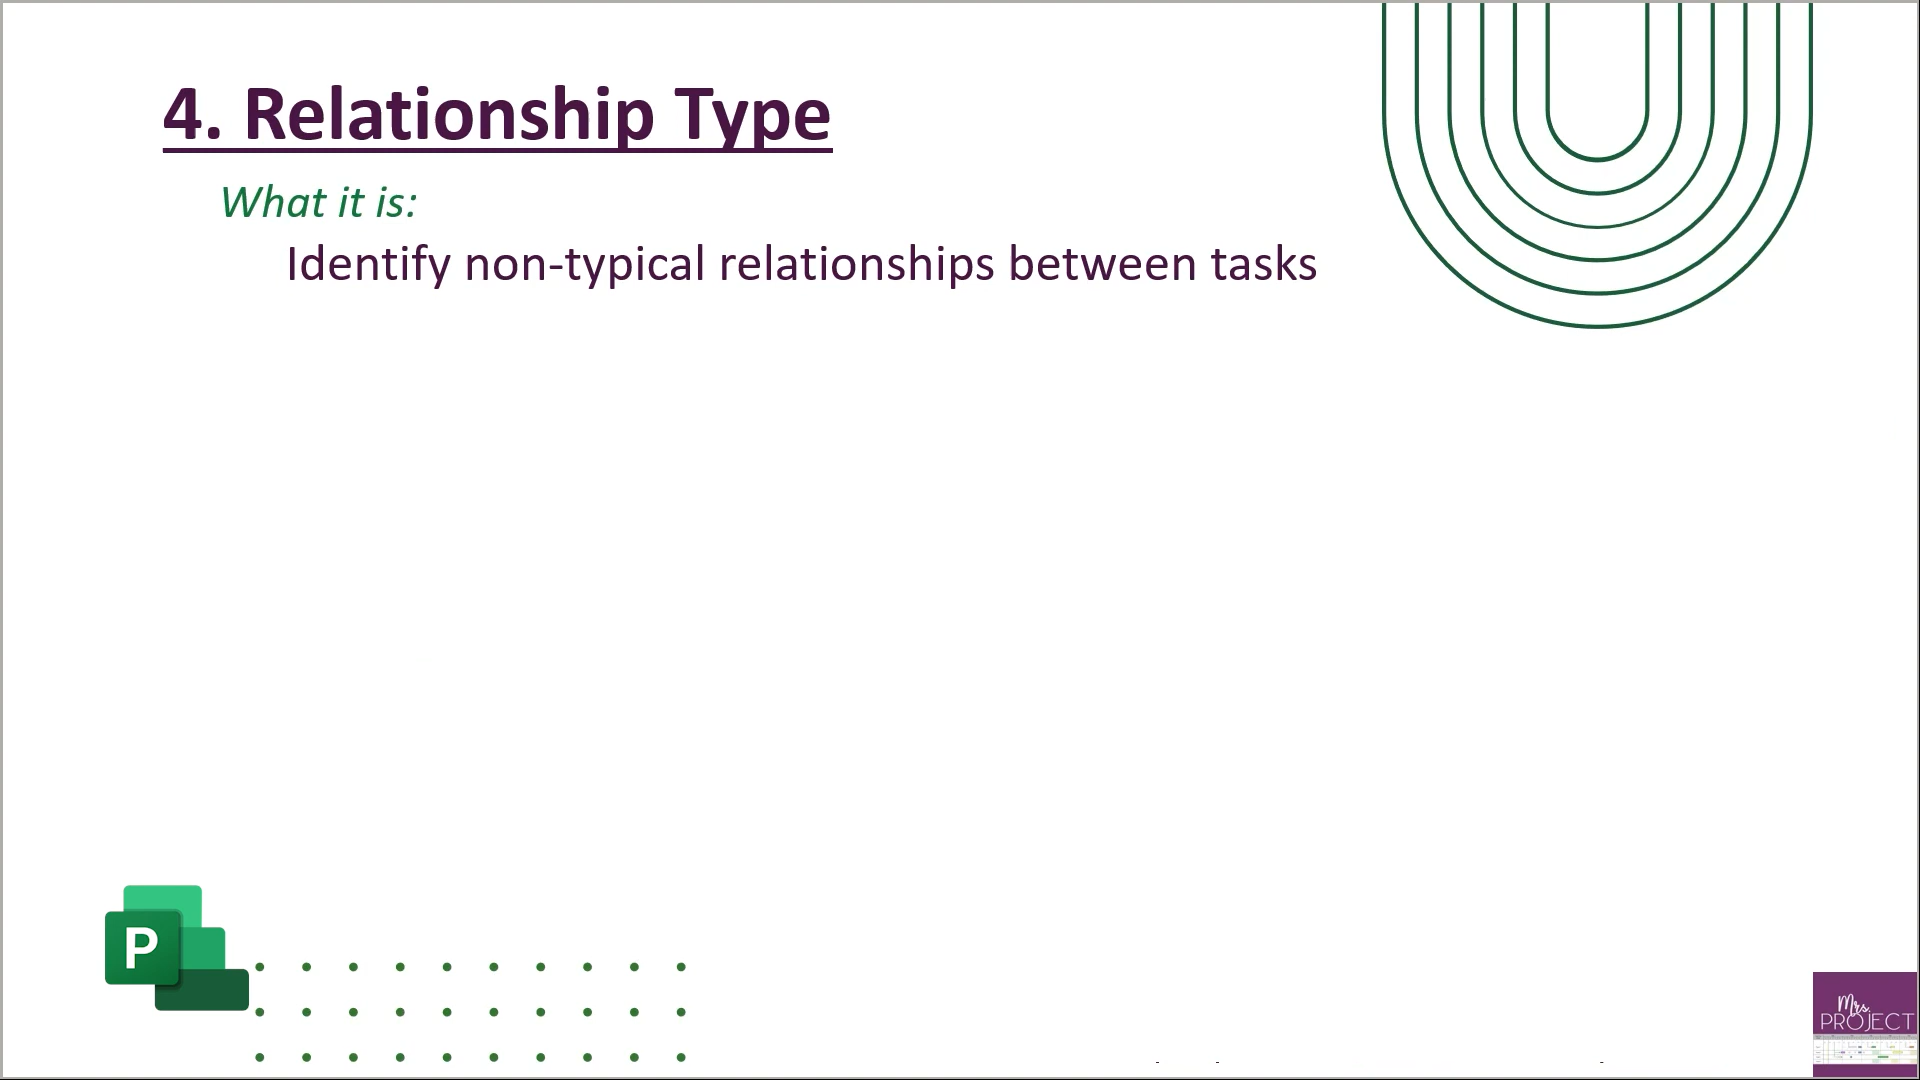 4. Relationship Type
What it is:
Identify non-typical relationships between tasks
P
Mrs.
PROJECT